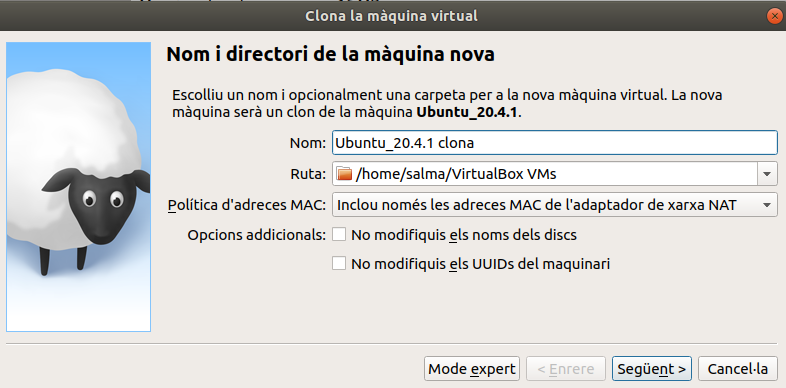 Clona la màquina virtual
Nom i directori de la màquina nova
Escolliu un nom i opcionalment una carpeta per a la nova màquina virtual. La nova
màquina serà un clon de la màquina Ubuntu_20.4.1.
Nom: Ubuntu_20.4.1 clona
Ruta: /home/salma/VirtualBox VMs
Política d'adreces MAC: Inclou només les adreces MAC de l'adaptador de xarxa NAT
Opcions addicionals: No modifiquis els noms dels discs
No modifiquis els UUIDs del maquinari
Mode expert < Enrere Següent > Cancel·la